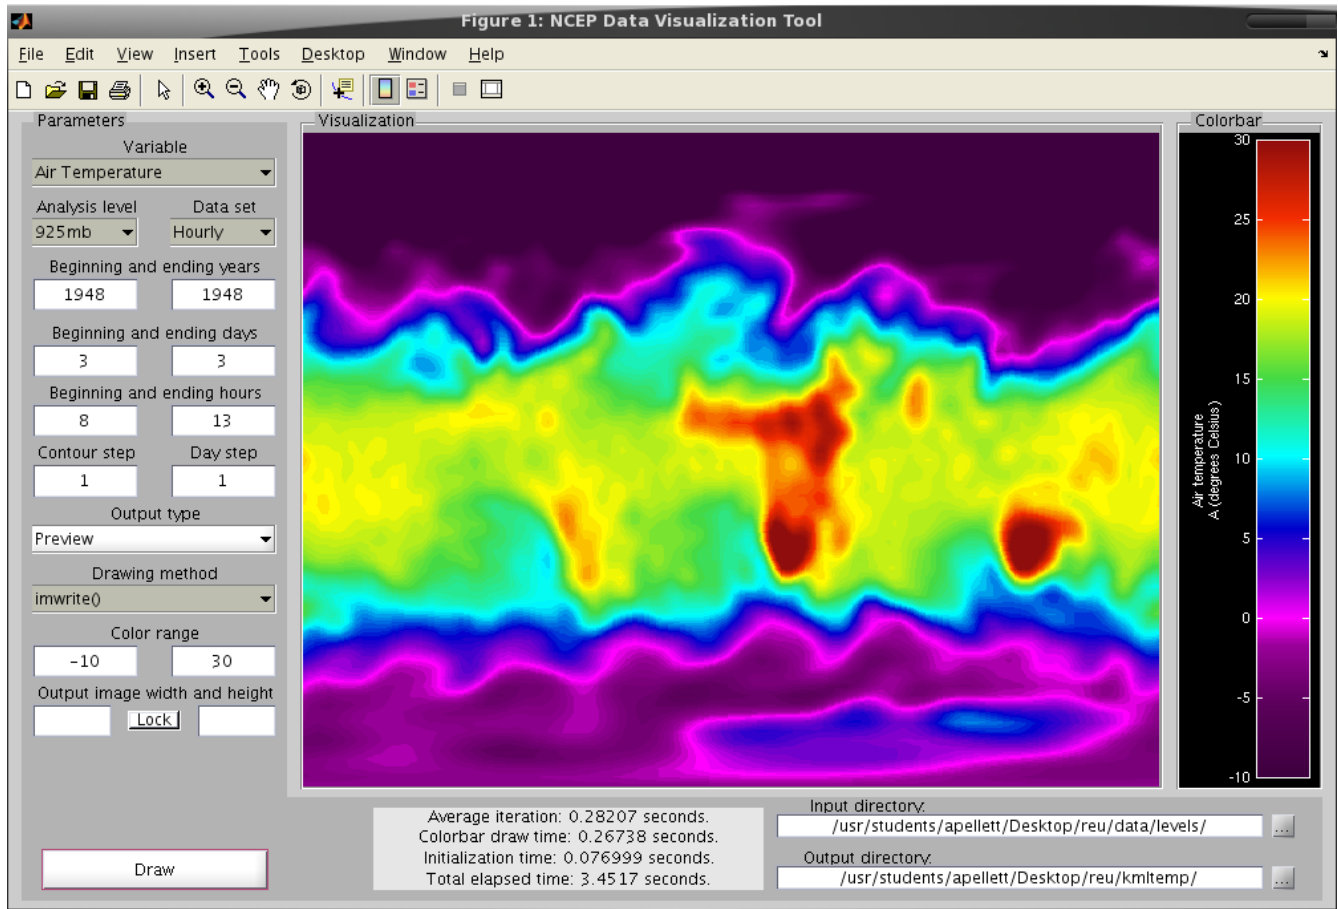 Figure 1: NCEP Data Visualization Tool
File Edit View Insert Tools Desktop Window Help
Parameters
Variable
Air Temperature
Analysis level Data set
925mb Hourly
Beginning and ending years
1948 1948
Beginning and ending days
3 3
Beginning and ending hours
8 13
Contour step Day step
1 1
Output type
Preview
Drawing method
imwrite()
Color range
-10 30
Output image width and height
Lock
Draw
Visualization
Colorbar
30
25
20
15
10
5
0
-5
-10
Air temperature
A (degrees Celsius)
Average iteration: 0.28207 seconds.
Colorbar draw time: 0.26738 seconds.
Initialization time: 0.076999 seconds.
Total elapsed time: 3.4517 seconds.
Input directory:
/usr/students/apellett/Desktop/reu/data/levels/
...
Output directory:
/usr/students/apellett/Desktop/reu/kmltemp/
...